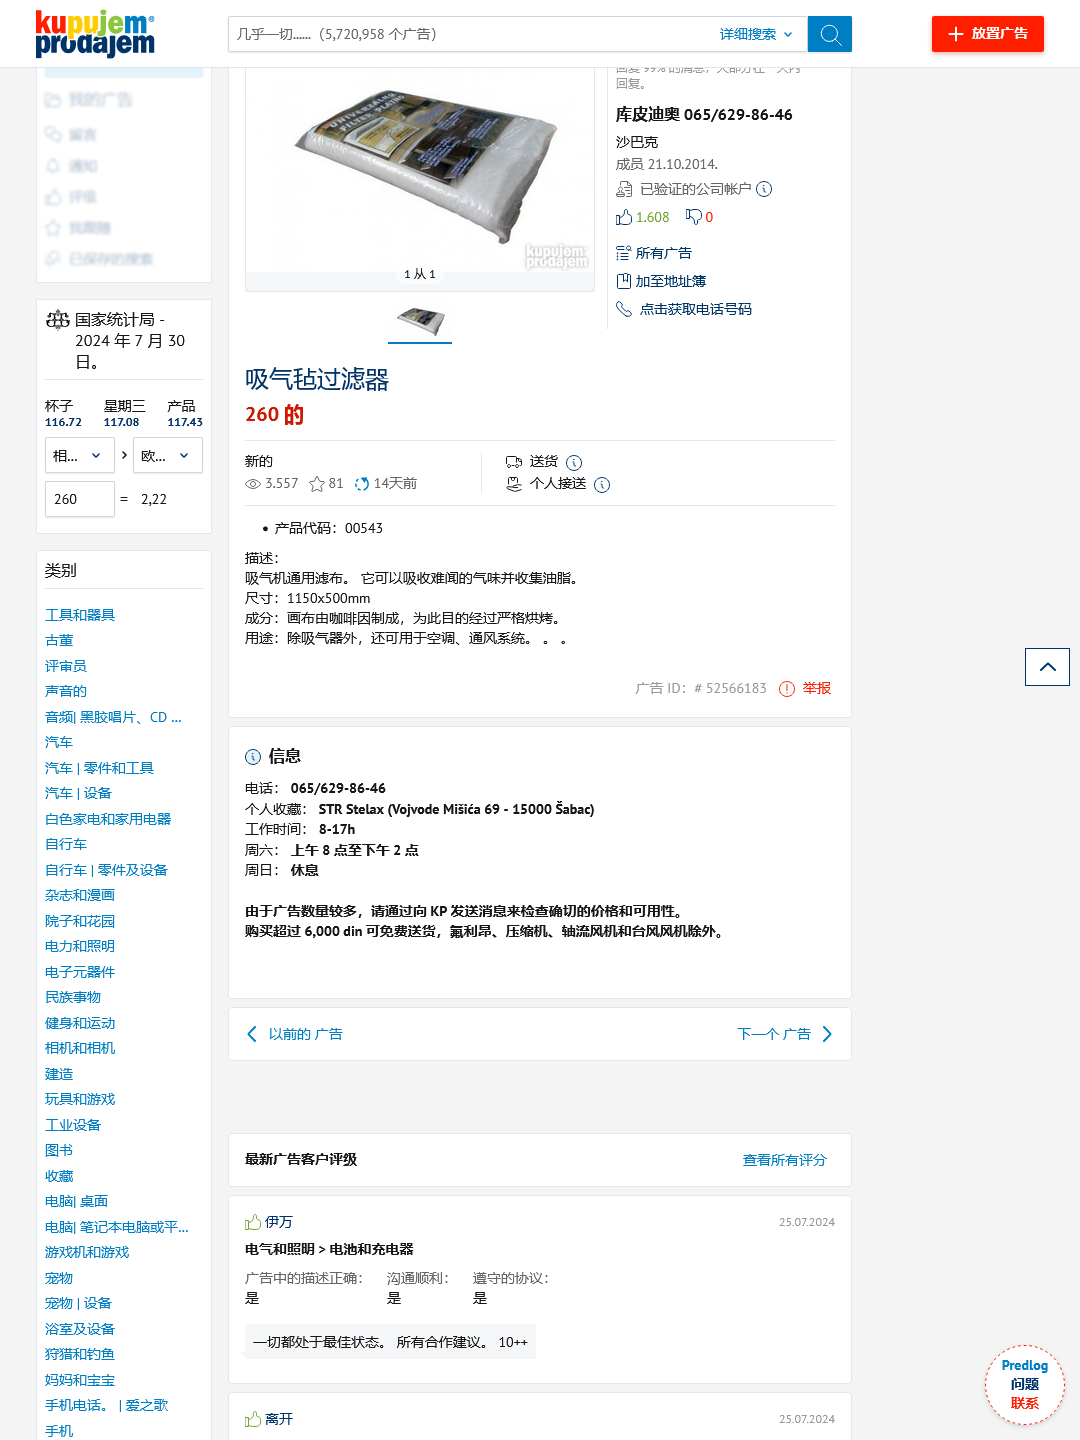 kupujem
prodajem
几乎一切......（5,720,958 个广告）
详细搜索
放置广告
我的广告
留言
通知
评级
我跟随
已保存的搜索
国家统计局 -
2024 年 7 月 30
日。
杯子 星期三 产品
116.72 117.08 117.43
相... 欧...
260 = 2,22
类别
工具和器具
古董
评审员
声音的
音频| 黑胶唱片、CD ...
汽车
汽车 | 零件和工具
汽车 | 设备
白色家电和家用电器
自行车
自行车 | 零件及设备
杂志和漫画
院子和花园
电力和照明
电子元器件
民族事物
健身和运动
相机和相机
建造
玩具和游戏
工业设备
图书
收藏
电脑| 桌面
电脑| 笔记本电脑或平...
游戏机和游戏
宠物
宠物 | 设备
浴室及设备
狩猎和钓鱼
妈妈和宝宝
手机电话。 | 爱之歌
手机
UNIVERZALNO
FILTER PLATNO
kupujem
prodajem
1 从 1
回复 99% 的消息，大部分在一天内
回复。
库皮迪奥 065/629-86-46
沙巴克
成员 21.10.2014.
已验证的公司帐户
1.608 0
所有广告
加至地址簿
点击获取电话号码
吸气毡过滤器
260 的
新的
3.557 81 14天前
送货
个人接送
• 产品代码：00543
描述：
吸气机通用滤布。 它可以吸收难闻的气味并收集油脂。
尺寸：1150x500mm
成分：画布由咖啡因制成，为此目的经过严格烘烤。
用途：除吸气器外，还可用于空调、通风系统。 。 。
广告 ID：# 52566183 举报
信息
电话： 065/629-86-46
个人收藏： STR Stelax (Vojvode Mišića 69 - 15000 Šabac)
工作时间： 8-17h
周六： 上午 8 点至下午 2 点
周日： 休息
由于广告数量较多，请通过向 KP 发送消息来检查确切的价格和可用性。
购买超过 6,000 din 可免费送货，氟利昂、压缩机、轴流风机和台风风机除外。
以前的 广告
下一个 广告
最新广告客户评级
查看所有评分
伊万
25.07.2024
电气和照明 > 电池和充电器
广告中的描述正确： 沟通顺利： 遵守的协议：
是 是 是
一切都处于最佳状态。 所有合作建议。 10++
离开
25.07.2024
Predlog
问题
联系